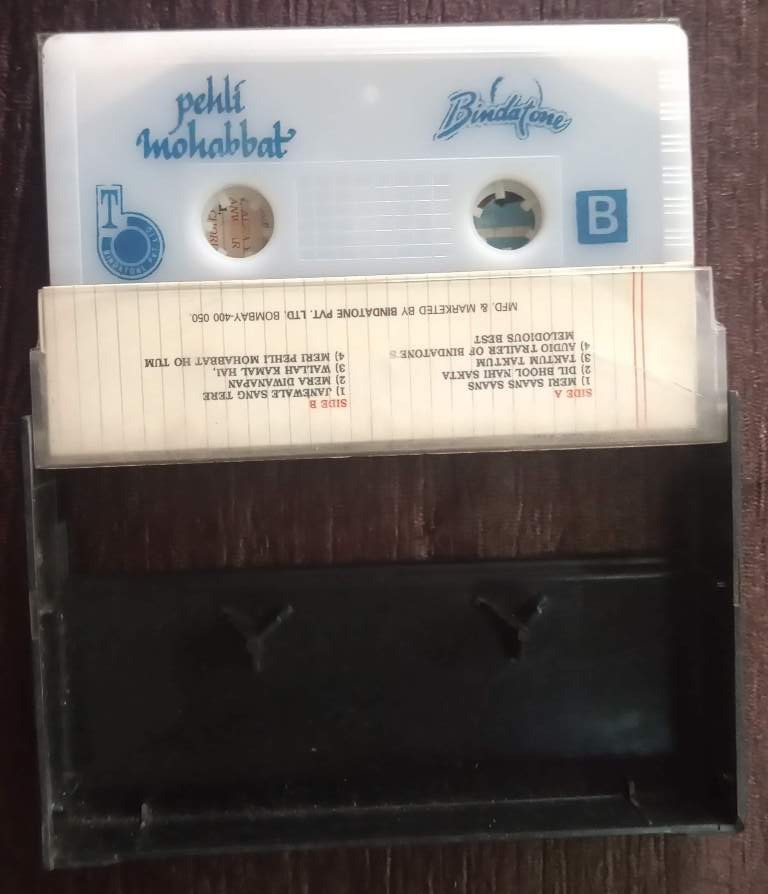 pehlí
mohabbat
Bindatone
T
B
MFD. & MARKETED BY BINDATONE PVT. LTD. BOMBAY-400 050.
SIDE A
1) MERI SAANS SAANS
2) DIL BHOOL NAHI SAKTA
3) TAKTUM TAKTUM
4) AUDIO TRAILER OF BINDATONE'S
MELODIOUS BEST
SIDE B
1) JANEWALE SANG TERE
2) MERA DIWANAPAN
3) WALLAH KAMAL HAI,
4) MERI PEHLI MOHABBAT HO TUM